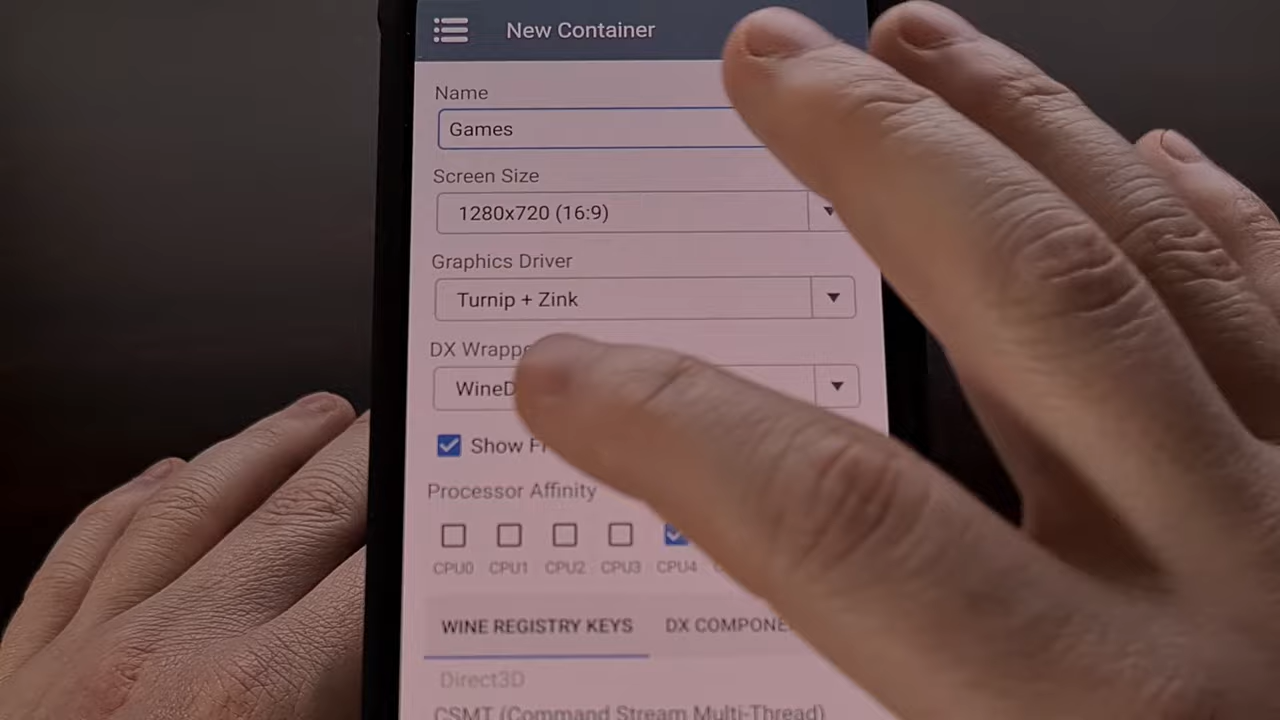 New Container
Name
Games
Screen Size
1280x720 (16:9)
Graphics Driver
Turnip + Zink
DX Wrappe
WineD
Show F
Processor Affinity
CPU0 CPU1 CPU2 CPU3 CPU4
WINE REGISTRY KEYS DX COMPONE
Direct3D
CSMT (Command Stream Multi-Thread)